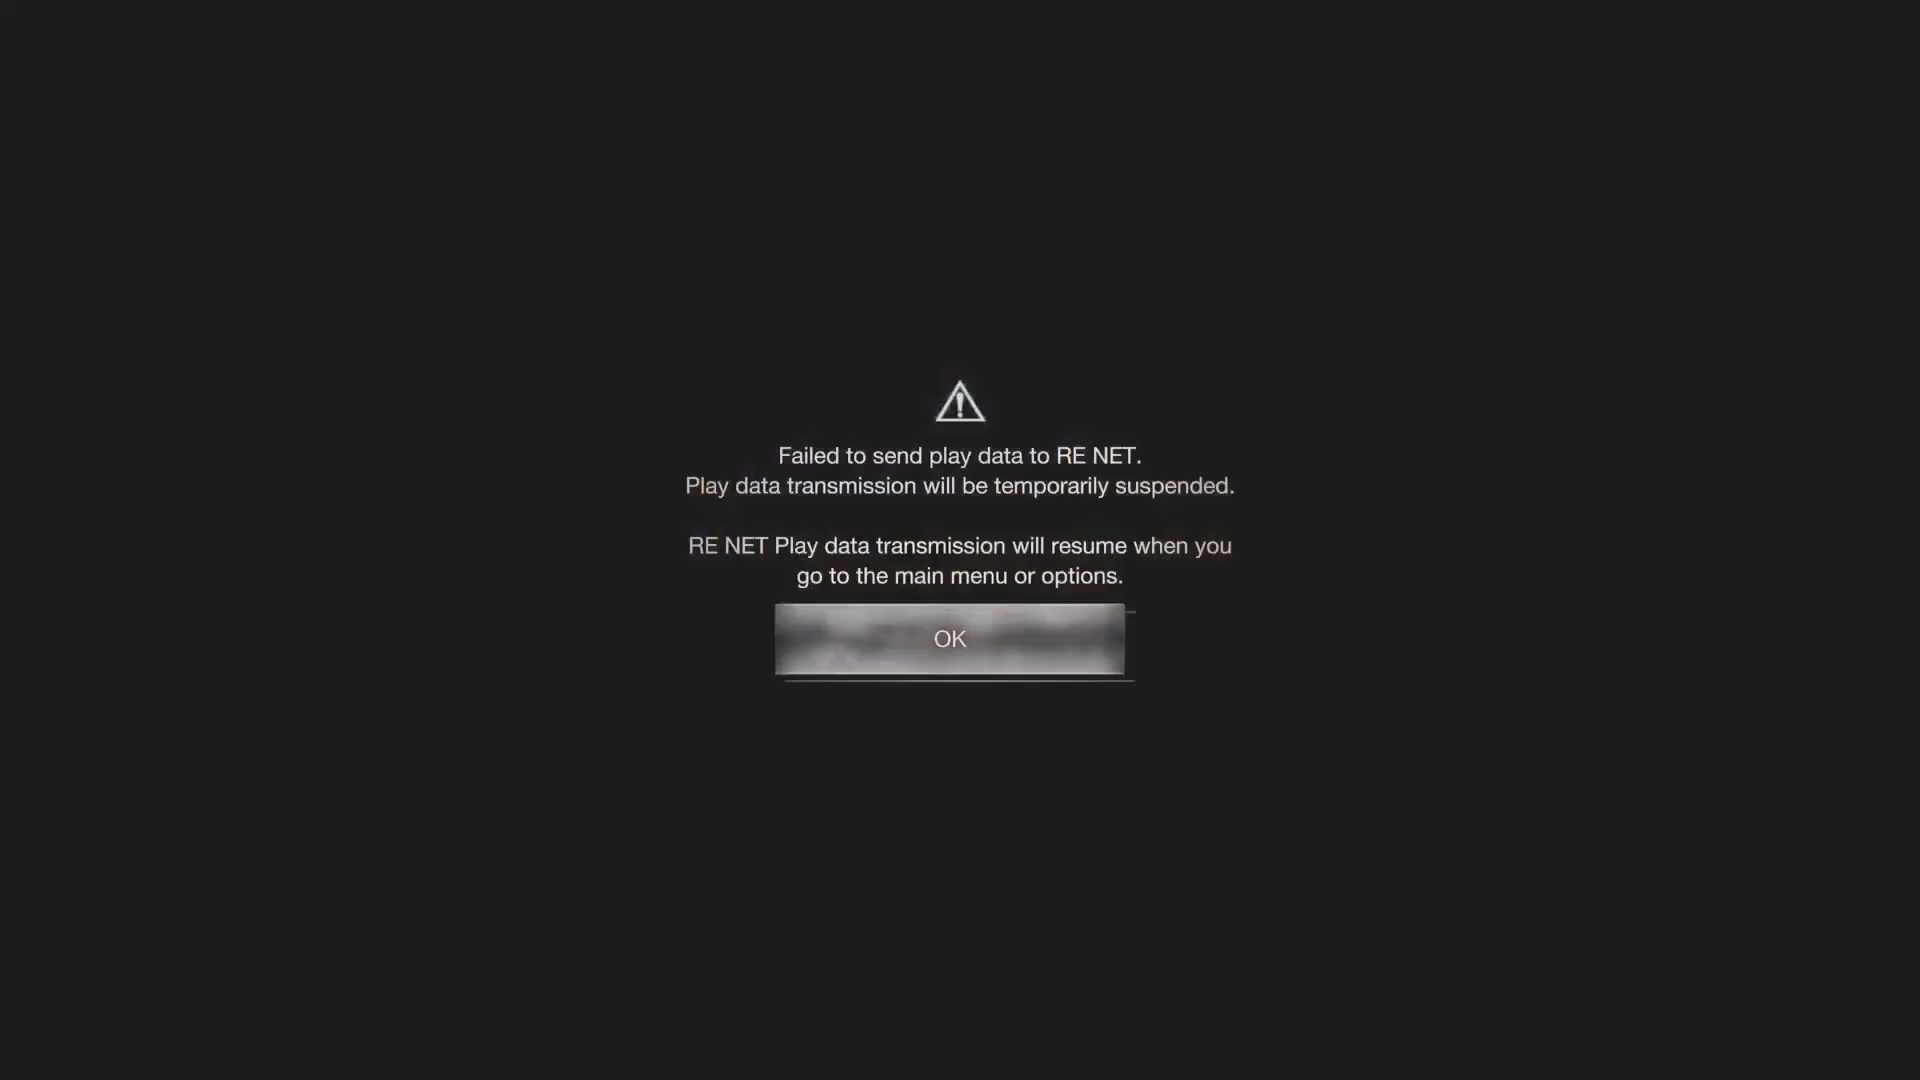 Failed to send play data to RE NET.
Play data transmission will be temporarily suspended.
RE NET Play data transmission will resume when you
go to the main menu or options.
OK